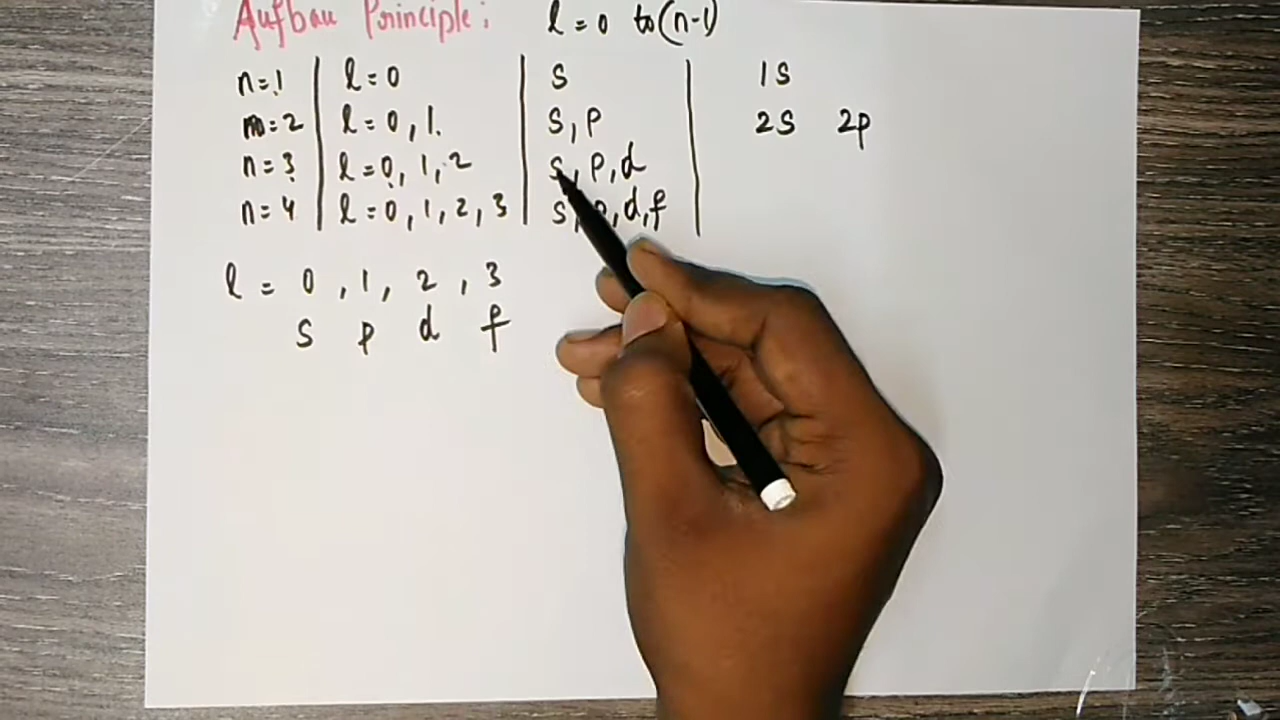 Aufbau Principle: l = 0 to (n-1)
n=1 | l = 0 | s | 1s
n=2 | l = 0, 1. | s, p | 2s 2p
n=3 | l = 0, 1, 2 | s, p, d |
n=4 | l = 0, 1, 2, 3 | s, p, d, f |
l = 0, 1, 2, 3
s p d f